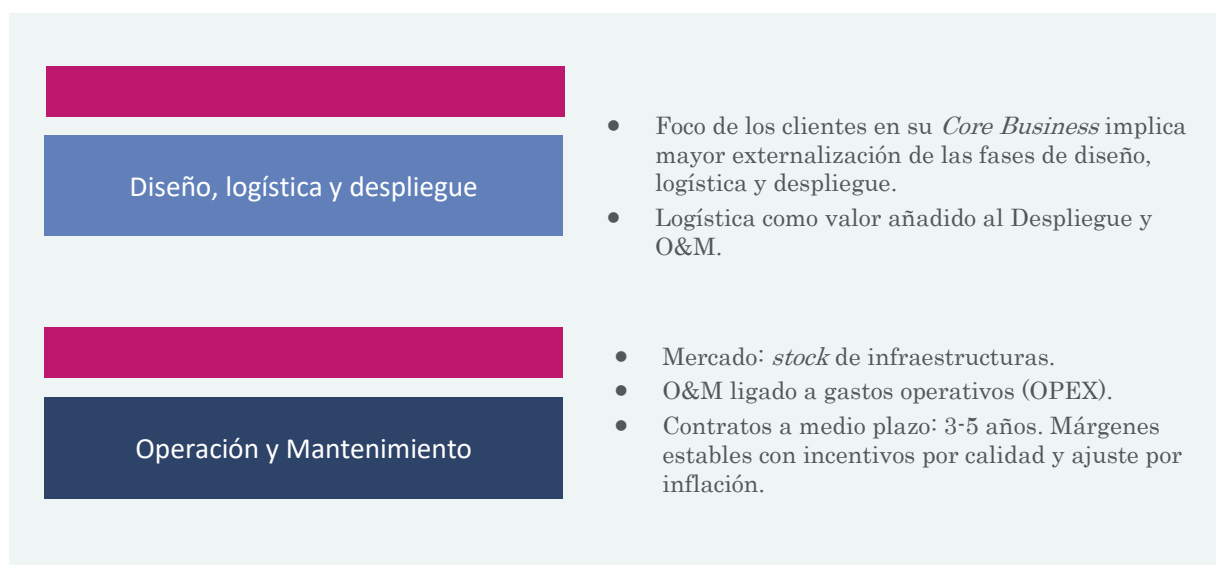 Diseño, logística y despliegue
● Foco de los clientes en su Core Business implica
mayor externalización de las fases de diseño,
logística y despliegue.
● Logística como valor añadido al Despliegue y
O&M.
Operación y Mantenimiento
● Mercado: stock de infraestructuras.
● O&M ligado a gastos operativos (OPEX).
● Contratos a medio plazo: 3-5 años. Márgenes
estables con incentivos por calidad y ajuste por
inflación.